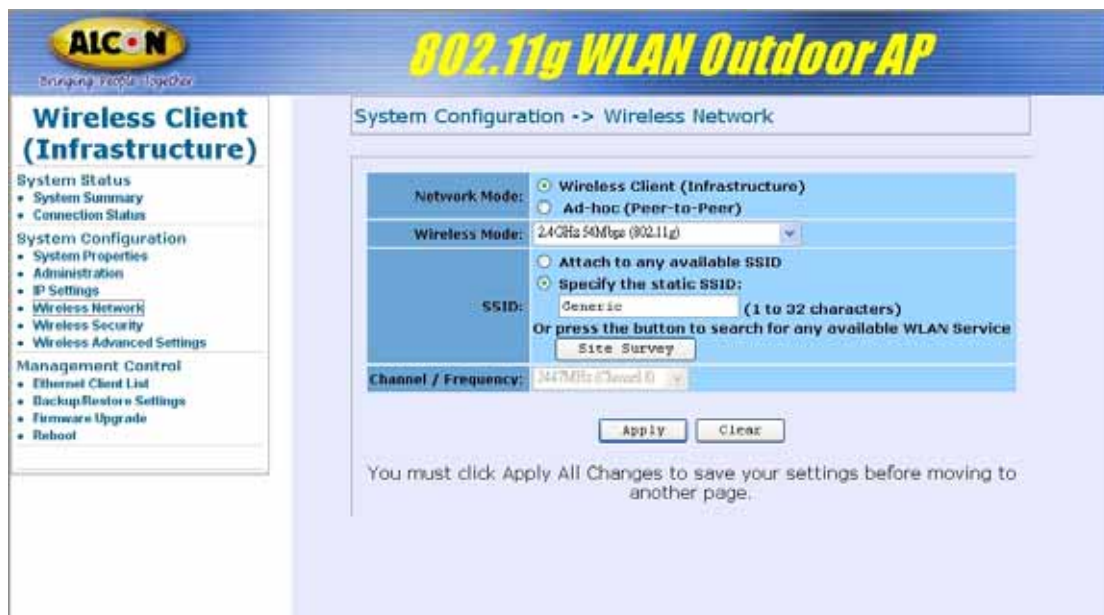 ALCON
Bringing People Together
802.11g WLAN Outdoor AP
Wireless Client
(Infrastructure)
System Status
System Summary
Connection Status
System Configuration
System Properties
Administration
IP Settings
Wireless Network
Wireless Security
Wireless Advanced Settings
Management Control
Ethernet Client List
Backup/Restore Settings
Firmware Upgrade
Reboot
System Configuration -> Wireless Network
Network Mode:
Wireless Client (Infrastructure)
Ad-hoc (Peer-to-Peer)
Wireless Mode:
2.4GHz 54Mbps (802.11g)
SSID:
Attach to any available SSID
Specify the static SSID:
Generic
(1 to 32 characters)
Or press the button to search for any available WLAN Service
Site Survey
Channel / Frequency:
Apply
Clear
You must click Apply All Changes to save your settings before moving to
another page.